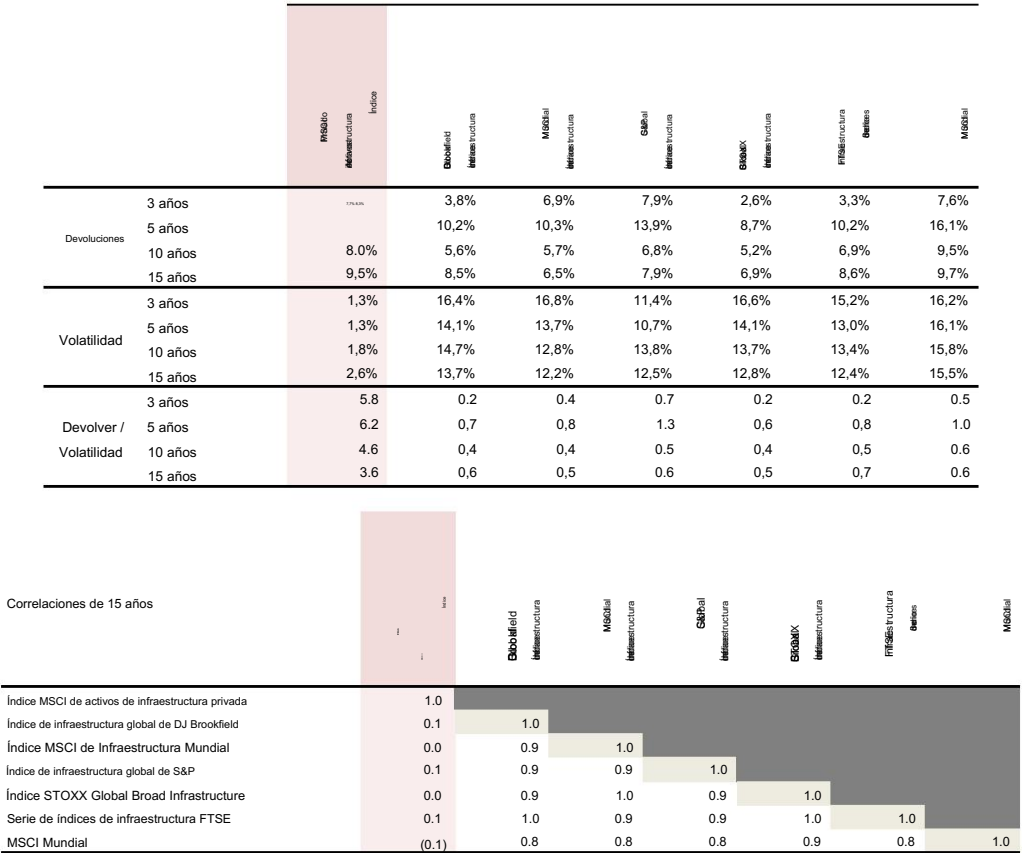 Índice
3 años 3,8% 6,9% 7,9% 2,6% 3,3% 7,6%
Devoluciones
5 años 10,2% 10,3% 13,9% 8,7% 10,2% 16,1%
10 años 8.0% 5,6% 5,7% 6,8% 5,2% 6,9% 9,5%
15 años 9,5% 8,5% 6,5% 7,9% 6,9% 8,6% 9,7%
3 años 1,3% 16,4% 16,8% 11,4% 16,6% 15,2% 16,2%
Volatilidad
5 años 1,3% 14,1% 13,7% 10,7% 14,1% 13,0% 16,1%
10 años 1,8% 14,7% 12,8% 13,8% 13,7% 13,4% 15,8%
15 años 2,6% 13,7% 12,2% 12,5% 12,8% 12,4% 15,5%
3 años 5.8 0.2 0.4 0.7 0.2 0.2 0.5
Devolver / 5 años 6.2 0,7 0,8 1.3 0,6 0,8 1.0
Volatilidad 10 años 4.6 0,4 0,4 0.5 0,4 0,5 0.6
15 años 3.6 0,6 0,5 0.6 0,5 0,7 0.6
Correlaciones de 15 años
Índice MSCI de activos de infraestructura privada 1.0
Índice de infraestructura global de DJ Brookfield 0.1 1.0
Índice MSCI de Infraestructura Mundial 0.0 0.9 1.0
Índice de infraestructura global de S&P 0.1 0.9 0.9 1.0
Índice STOXX Global Broad Infrastructure 0.0 0.9 1.0 0.9 1.0
Serie de índices de infraestructura FTSE 0.1 1.0 0.9 0.9 1.0 1.0
MSCI Mundial (0.1) 0.8 0.8 0.8 0.9 0.8 1.0